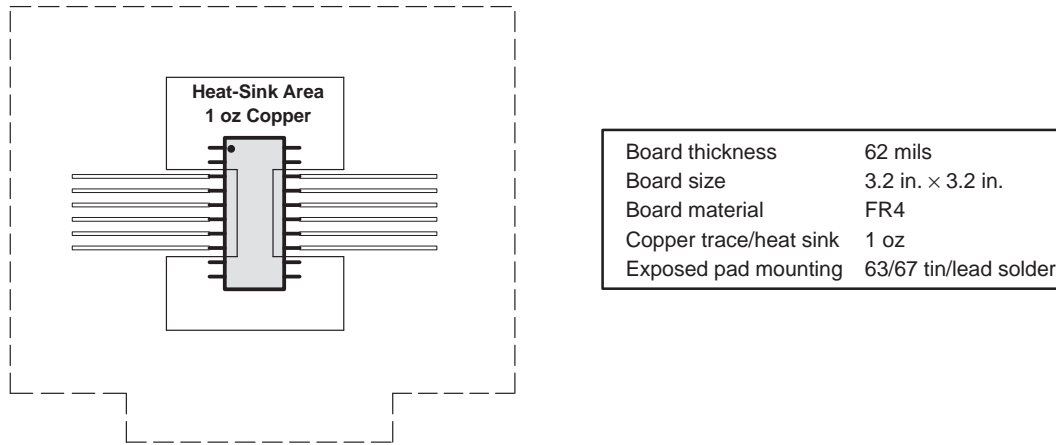 Heat-Sink Area
1 oz Copper
Board thickness 62 mils
Board size 3.2 in. × 3.2 in.
Board material FR4
Copper trace/heat sink 1 oz
Exposed pad mounting 63/67 tin/lead solder